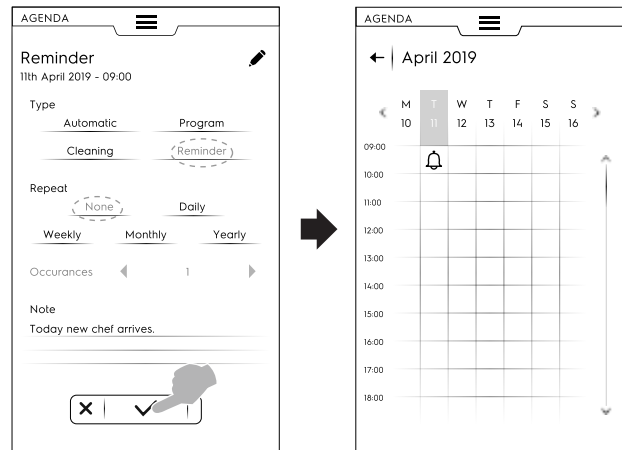 AGENDA
Reminder
11th April 2019 - 09:00
Type
Automatic Program
Cleaning Reminder
Repeat
None Daily
Weekly Monthly Yearly
Occurances 1
Note
Today new chef arrives.
AGENDA
April 2019
M T W T F S S
10 11 12 13 14 15 16
09:00
10:00
11:00
12:00
13:00
14:00
15:00
16:00
17:00
18:00